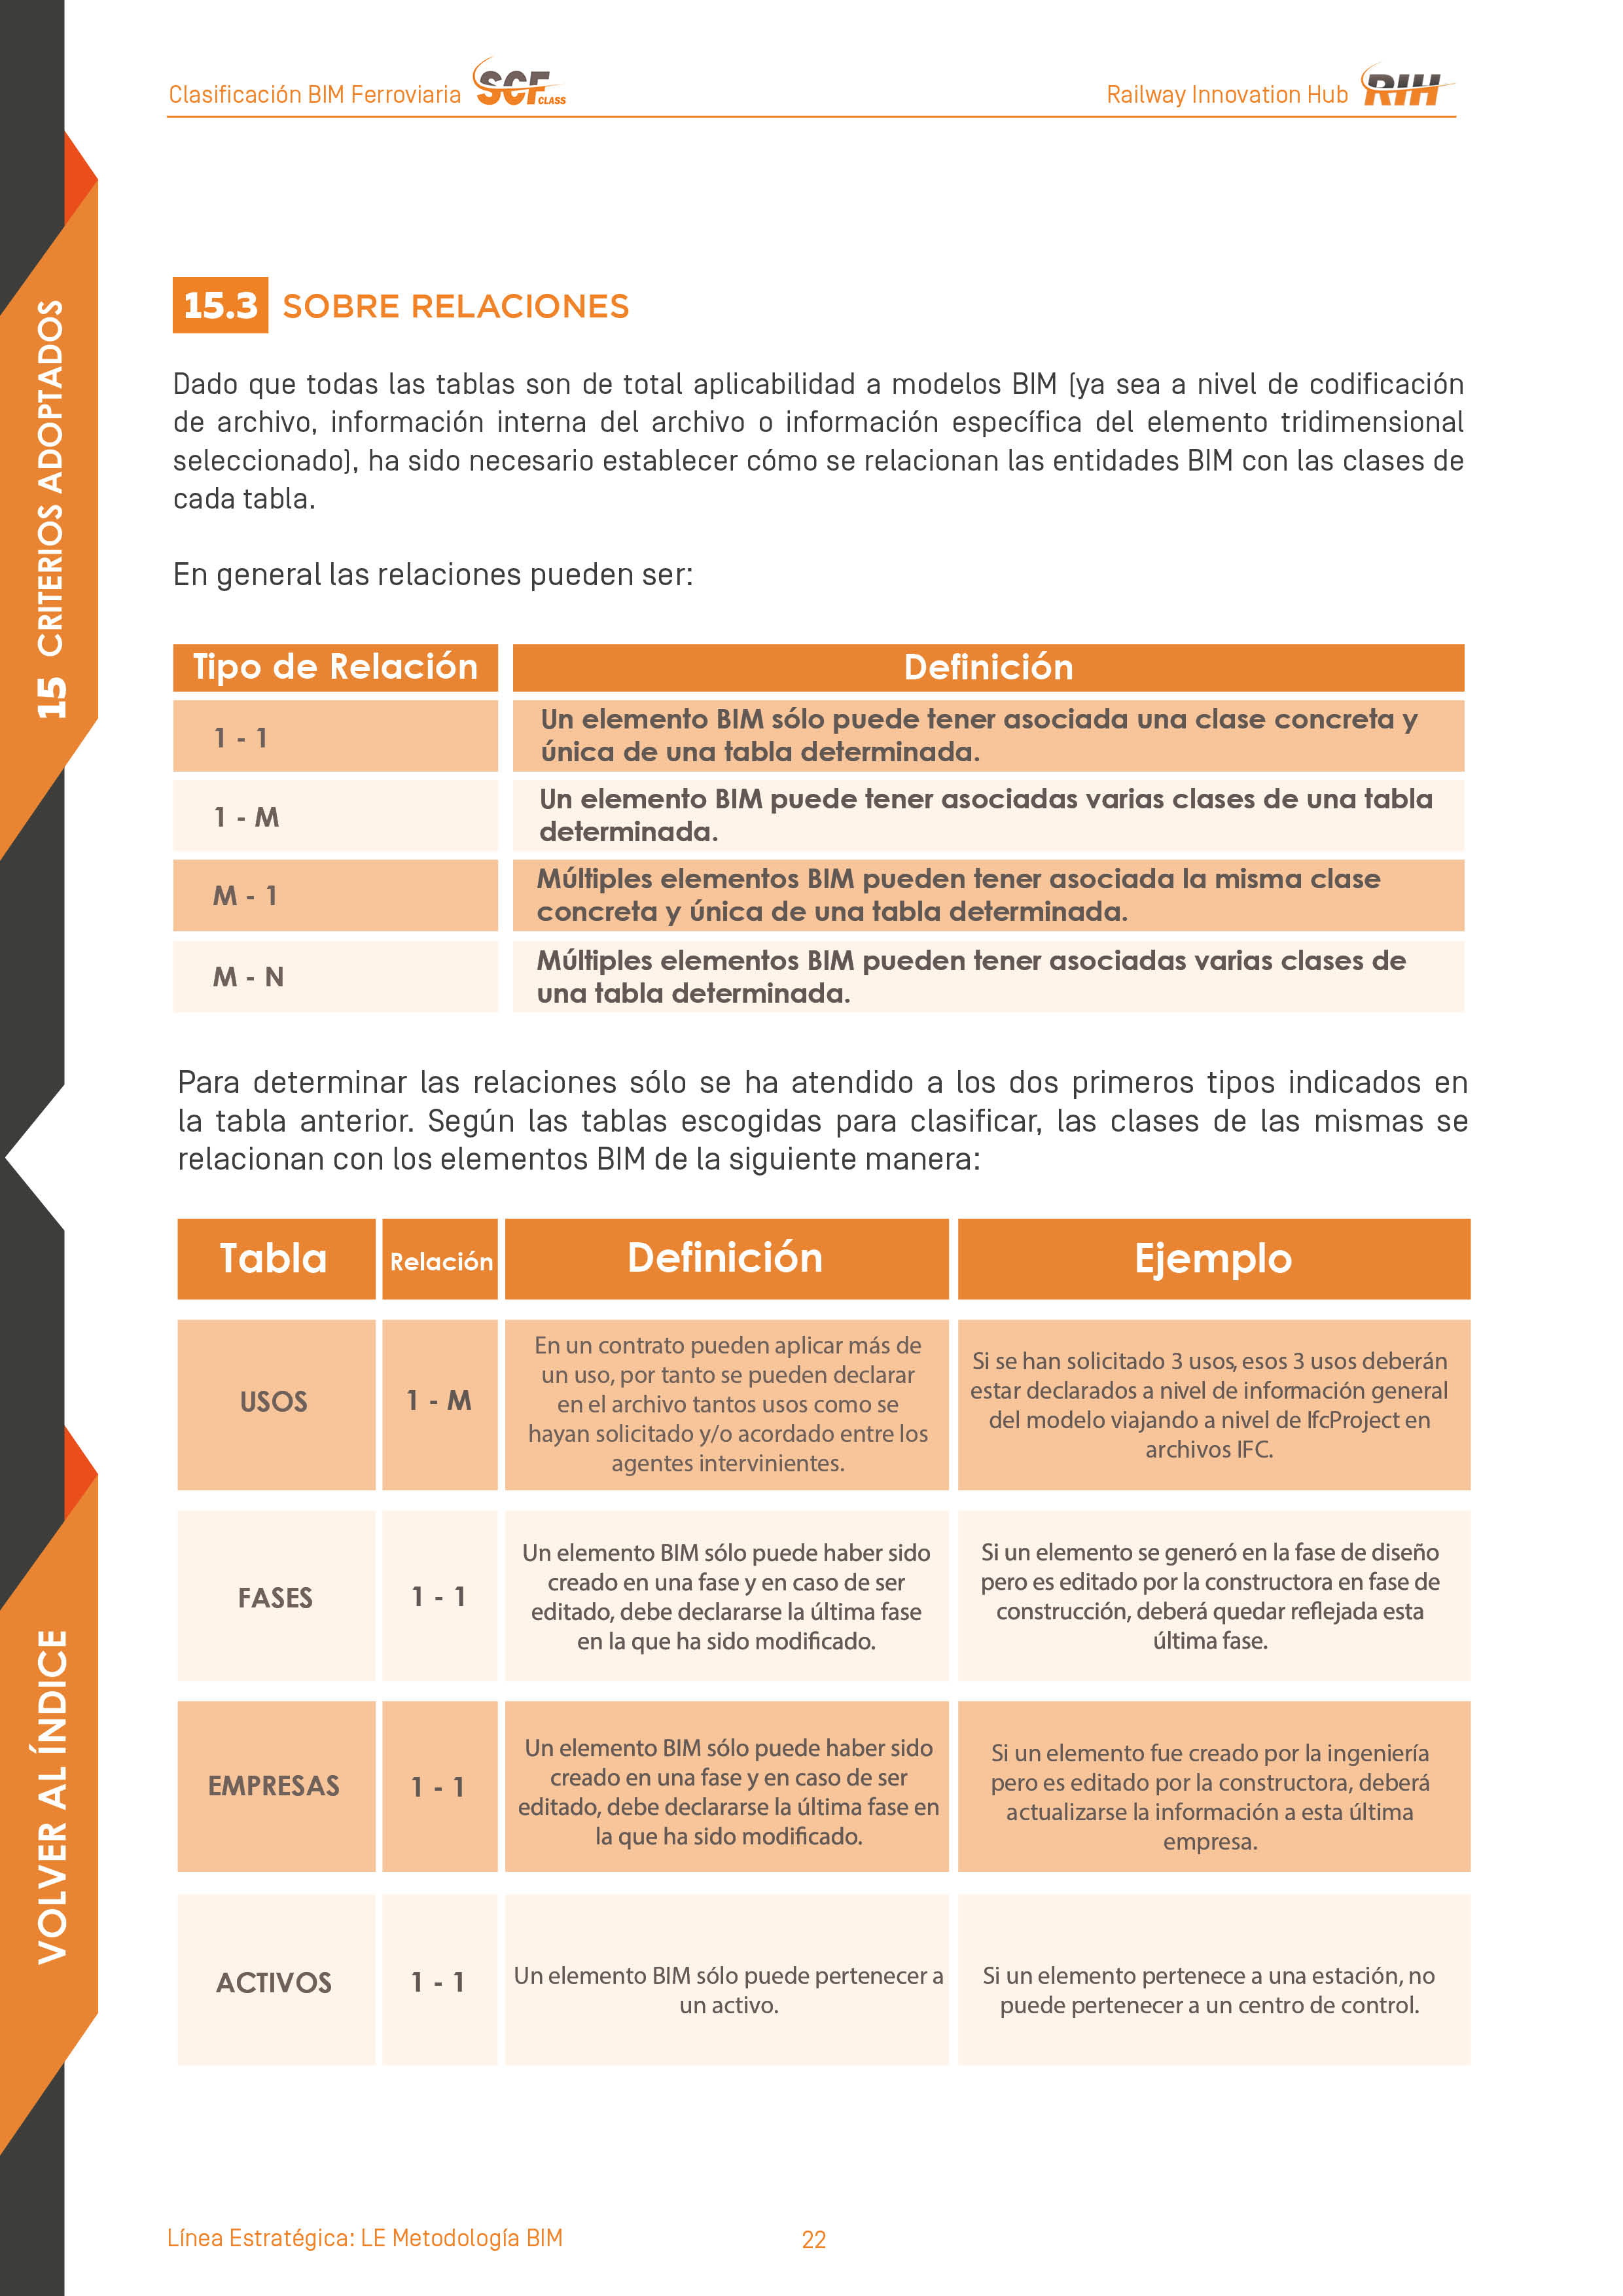 Clasificación BIM Ferroviaria SCF CLASS
Railway Innovation Hub RIH
15 CRITERIOS ADOPTADOS
15.3 SOBRE RELACIONES
Dado que todas las tablas son de total aplicabilidad a modelos BIM (ya sea a nivel de codificación
de archivo, información interna del archivo o información específica del elemento tridimensional
seleccionado), ha sido necesario establecer cómo se relacionan las entidades BIM con las clases de
cada tabla.
En general las relaciones pueden ser:
Tipo de Relación
Definición
1 - 1
Un elemento BIM sólo puede tener asociada una clase concreta y
única de una tabla determinada.
1 - M
Un elemento BIM puede tener asociadas varias clases de una tabla
determinada.
M - 1
Múltiples elementos BIM pueden tener asociada la misma clase
concreta y única de una tabla determinada.
M - N
Múltiples elementos BIM pueden tener asociadas varias clases de
una tabla determinada.
Para determinar las relaciones sólo se ha atendido a los dos primeros tipos indicados en
la tabla anterior. Según las tablas escogidas para clasificar, las clases de las mismas se
relacionan con los elementos BIM de la siguiente manera:
Tabla
Relación
Definición
Ejemplo
USOS
1 - M
En un contrato pueden aplicar más de
un uso, por tanto se pueden declarar
en el archivo tantos usos como se
hayan solicitado y/o acordado entre los
agentes intervinientes.
Si se han solicitado 3 usos, esos 3 usos deberán
estar declarados a nivel de información general
del modelo viajando a nivel de IfcProject en
archivos IFC.
FASES
1 - 1
Un elemento BIM sólo puede haber sido
creado en una fase y en caso de ser
editado, debe declararse la última fase
en la que ha sido modificado.
Si un elemento se generó en la fase de diseño
pero es editado por la constructora en fase de
construcción, deberá quedar reflejada esta
última fase.
EMPRESAS
1 - 1
Un elemento BIM sólo puede haber sido
creado en una fase y en caso de ser
editado, debe declararse la última fase en
la que ha sido modificado.
Si un elemento fue creado por la ingeniería
pero es editado por la constructora, deberá
actualizarse la información a esta última
empresa.
ACTIVOS
1 - 1
Un elemento BIM sólo puede pertenecer a
un activo.
Si un elemento pertenece a una estación, no
puede pertenecer a un centro de control.
VOLVER AL ÍNDICE
Línea Estratégica: LE Metodología BIM
22